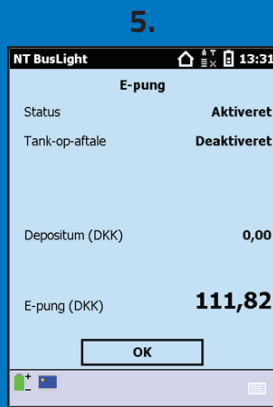 5.
NT BusLight 13:31
E-pung
Status Aktiveret
Tank-op-aftale Deaktiveret
Depositum (DKK) 0,00
E-pung (DKK) 111,82
OK